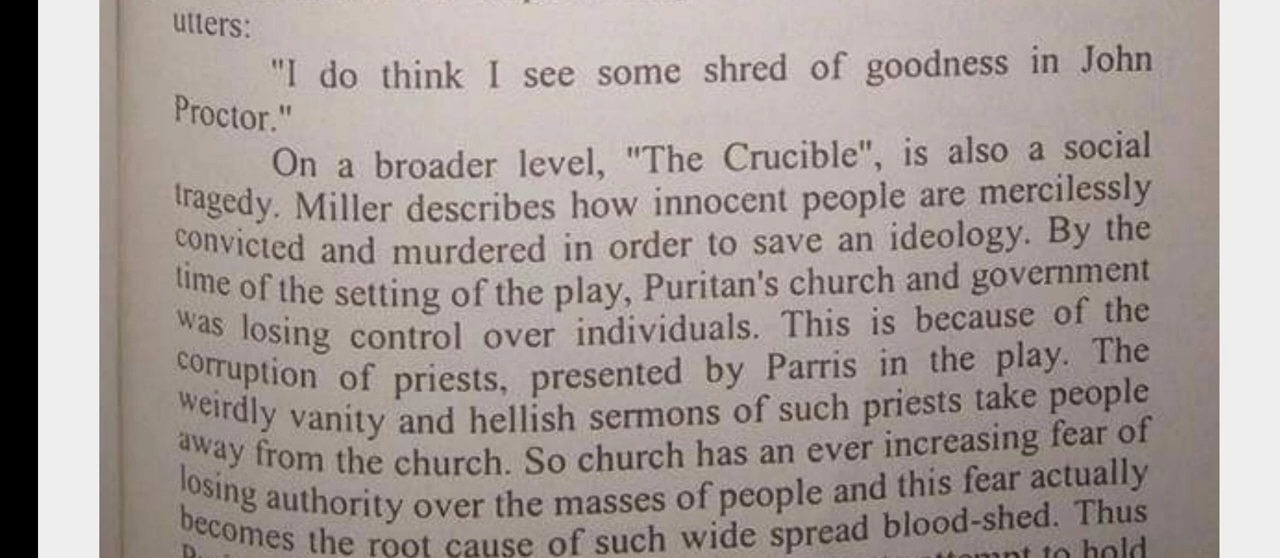 utters:
"I do think I see some shred of goodness in John
Proctor."
On a broader level, "The Crucible", is also a social
tragedy. Miller describes how innocent people are mercilessly
convicted and murdered in order to save an ideology. By the
time of the setting of the play, Puritan's church and government
was losing control over individuals. This is because of the
corruption of priests, presented by Parris in the play. The
weirdly vanity and hellish sermons of such priests take people
away from the church. So church has an ever increasing fear of
losing authority over the masses of people and this fear actually
becomes the root cause of such wide spread blood-shed. Thus
to hold